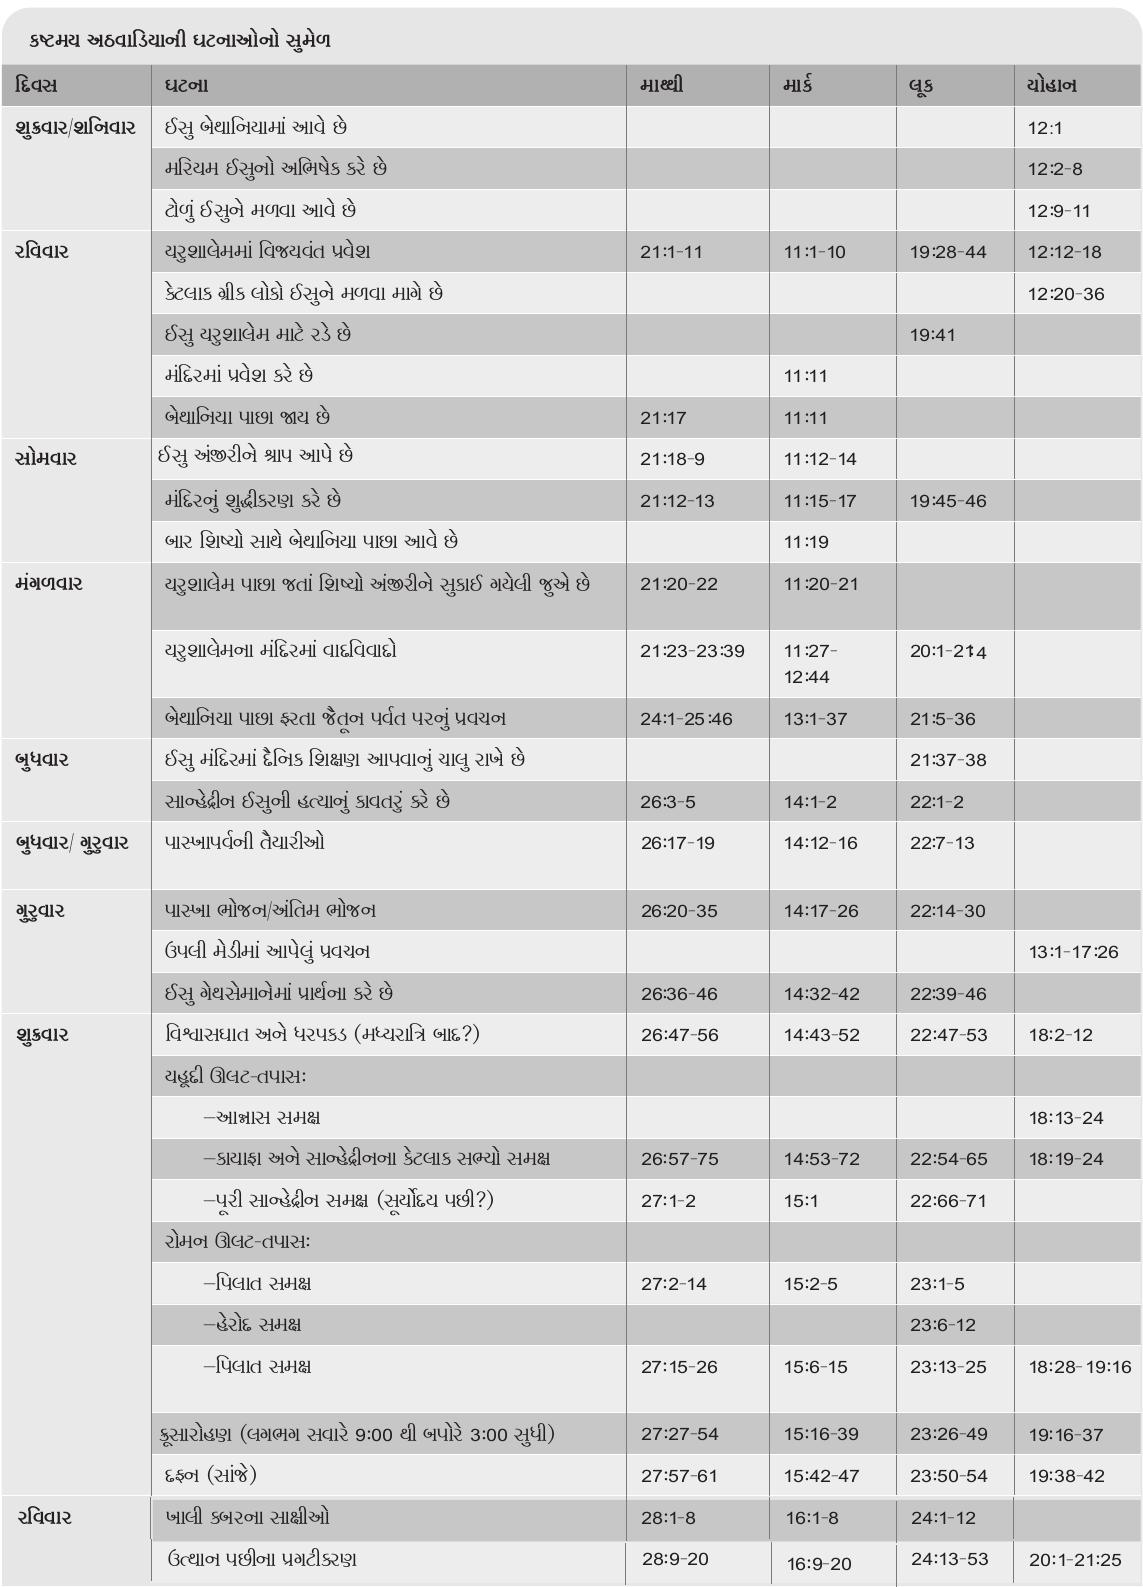 કષ્ટમય અઠવાડિયાની ઘટનાઓનો સુમેળ
દિવસ ઘટના માથ્થી માર્ક લૂક યોહાન
શુક્રવાર/શનિવાર ઈસુ બેથાનિયામાં આવે છે 12:1
મરિયમ ઈસુનો અભિષેક કરે છે 12:2-8
ટોળું ઈસુને મળવા આવે છે 12:9-11
રવિવાર યરુશાલેમમાં વિજયવંત પ્રવેશ 21:1-11 11:1-10 19:28-44 12:12-18
કેટલાક ગ્રીક લોકો ઈસુને મળવા માગે છે 12:20-36
ઈસુ યરુશાલેમ માટે રડે છે 19:41
મંદિરમાં પ્રવેશ કરે છે 11:11
બેથાનિયા પાછા જાય છે 21:17 11:11
સોમવાર ઈસુ અંજીરીને શ્રાપ આપે છે 21:18-9 11:12-14
મંદિરનું શુદ્ધીકરણ કરે છે 21:12-13 11:15-17 19:45-46
બાર શિષ્યો સાથે બેથાનિયા પાછા આવે છે 11:19
મંગળવાર યરુશાલેમ પાછા જતાં શિષ્યો અંજીરીને સુકાઈ ગયેલી જુએ છે 21:20-22 11:20-21
યરુશાલેમના મંદિરમાં વાદવિવાદો 21:23-23:39 11:27- 20:1-21:4
12:44
બેથાનિયા પાછા ફરતા જૈતૂન પર્વત પરનું પ્રવચન 24:1-25:46 13:1-37 21:5-36
બુધવાર ઈસુ મંદિરમાં દૈનિક શિક્ષણ આપવાનું ચાલુ રાખે છે 21:37-38
સાન્હેદ્રીન ઈસુની હત્યાનું કાવતરું કરે છે 26:3-5 14:1-2 22:1-2
બુધવાર/ ગુરુવાર પાસ્ખાપર્વની તૈયારીઓ 26:17-19 14:12-16 22:7-13
ગુરુવાર પાસ્ખા ભોજન/અંતિમ ભોજન 26:20-35 14:17-26 22:14-30
ઉપલી મેડીમાં આપેલું પ્રવચન 13:1-17:26
ઈસુ ગેથસેમાનેમાં પ્રાર્થના કરે છે 26:36-46 14:32-42 22:39-46
શુક્રવાર વિશ્વાસઘાત અને ધરપકડ (મધ્યરાત્રિ બાદ?) 26:47-56 14:43-52 22:47-53 18:2-12
યહૂદી ઊલટ-તપાસઃ
–આન્નાસ સમક્ષ 18:13-24
–કાયાફા અને સાન્હેદ્રીનના કેટલાક સભ્યો સમક્ષ 26:57-75 14:53-72 22:54-65 18:19-24
–પૂરી સાન્હેદ્રીન સમક્ષ (સૂર્યોદય પછી?) 27:1-2 15:1 22:66-71
રોમન ઊલટ-તપાસઃ
–પિલાત સમક્ષ 27:2-14 15:2-5 23:1-5
–હેરોદ સમક્ષ 23:6-12
–પિલાત સમક્ષ 27:15-26 15:6-15 23:13-25 18:28-19:16
ક્રૂસારોહણ (લગભગ સવારે 9:00 થી બપોરે 3:00 સુધી) 27:27-54 15:16-39 23:26-49 19:16-37
દફન (સાંજે) 27:57-61 15:42-47 23:50-54 19:38-42
રવિવાર ખાલી કબરના સાક્ષીઓ 28:1-8 16:1-8 24:1-12
ઉત્થાન પછીના પ્રગટીકરણ 28:9-20 16:9-20 24:13-53 20:1-21:25